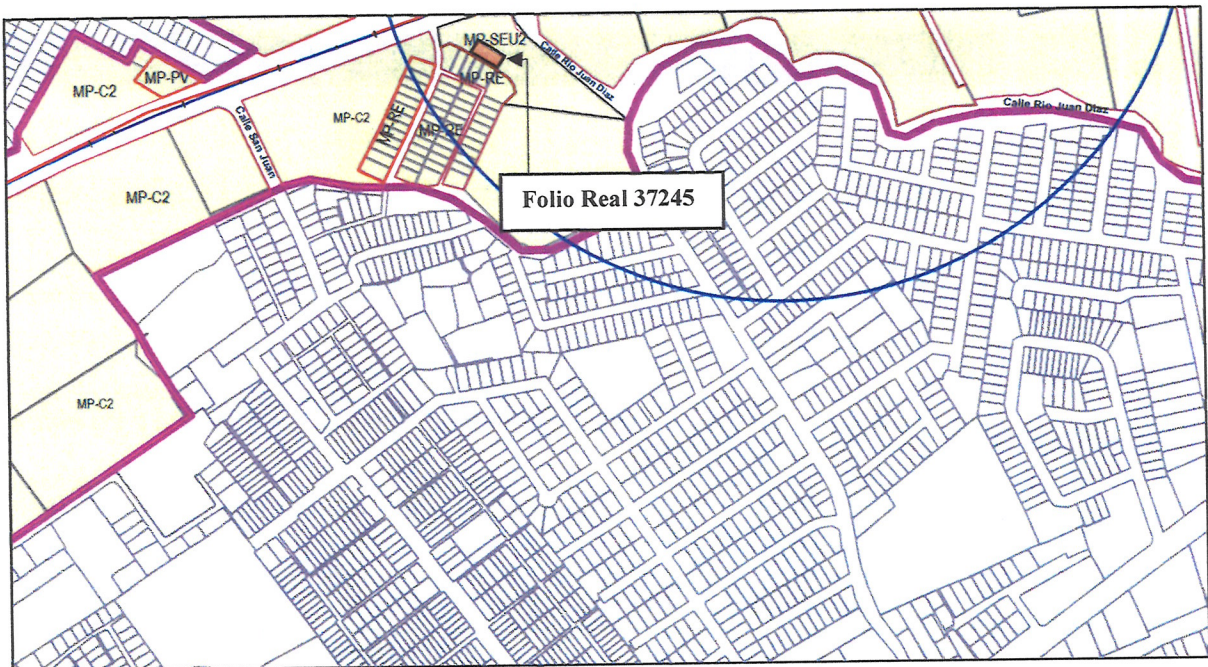 MP-SEU2
Calle Rio Juan Diaz
MP-PV
MP-RE
MP-C2
Calle Rio Juan Diaz
MP-C2
MP-RE
MP-RE
Calle San Juan
MP-C2
Folio Real 37245
MP-C2